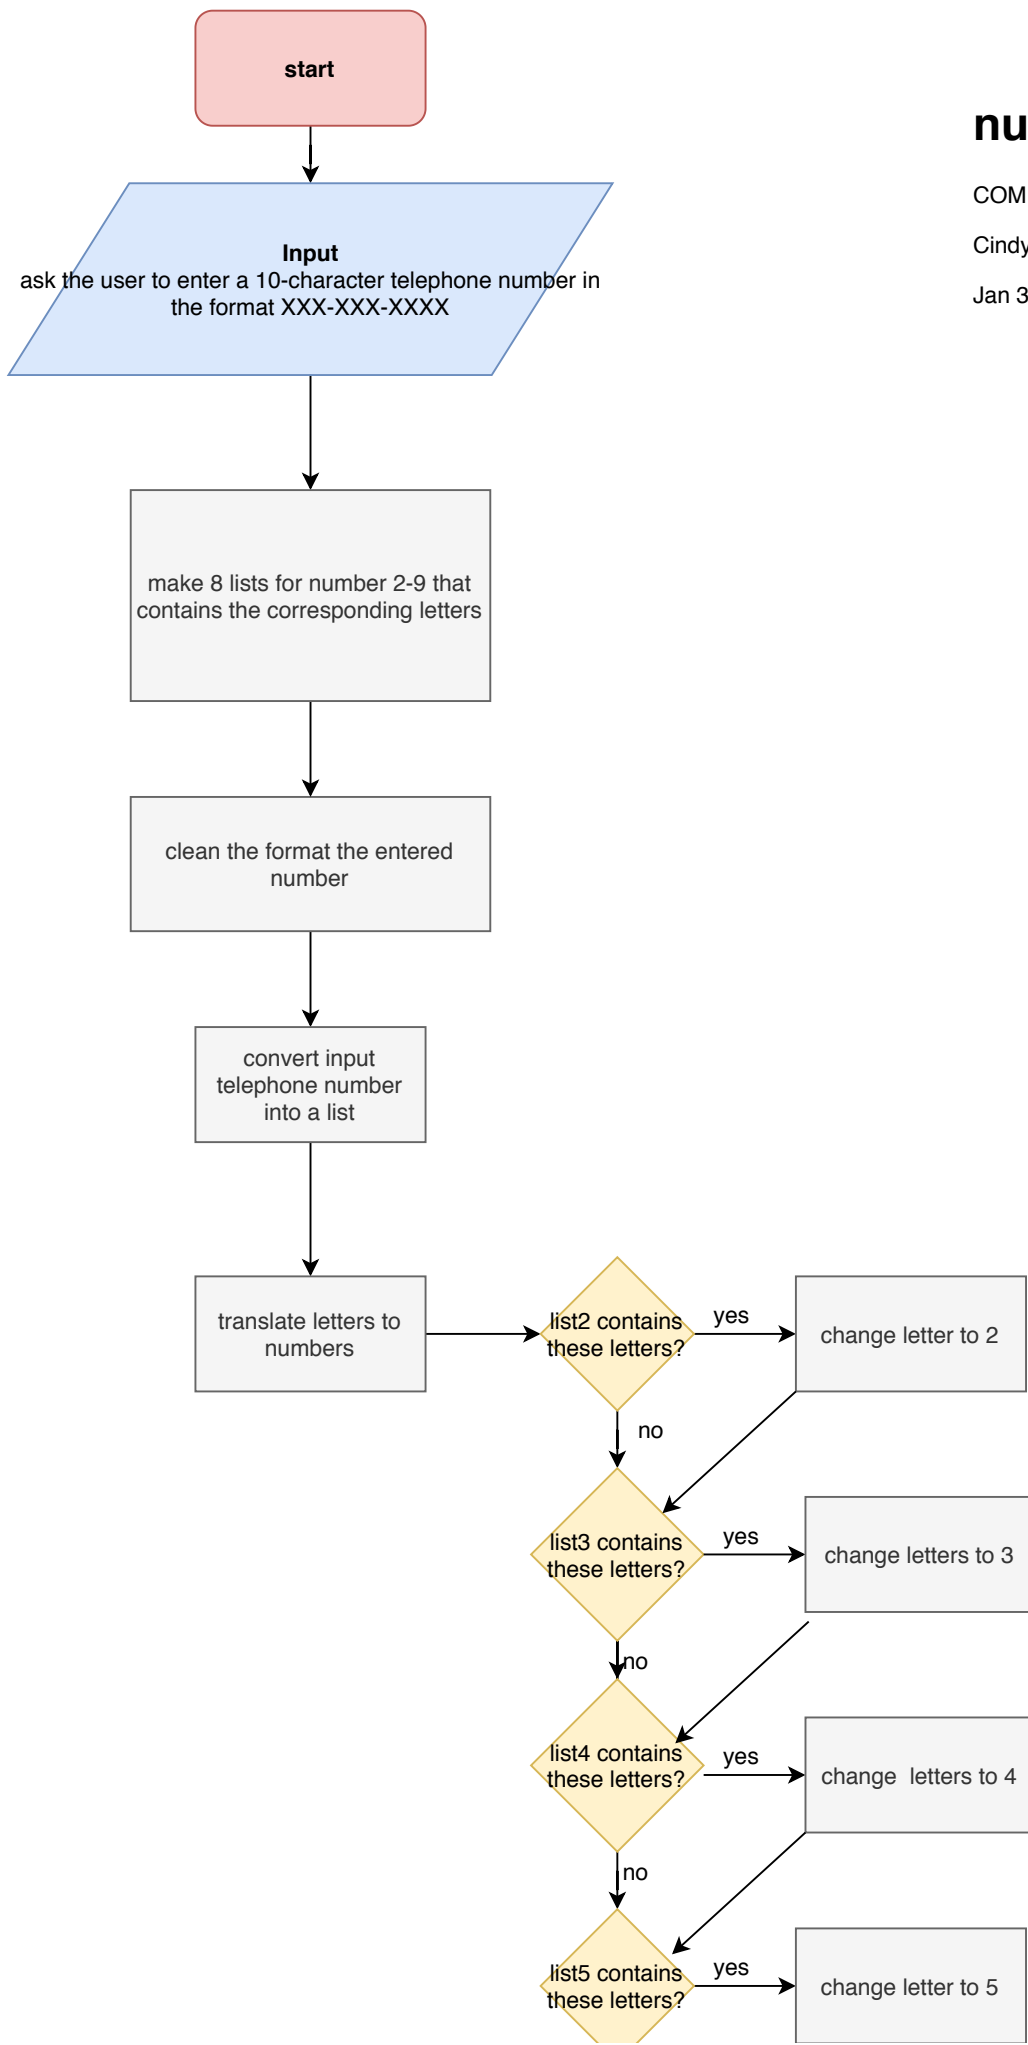 start
nu
COM
Cindy
Jan 3
Input
ask the user to enter a 10-character telephone number in
the format XXX-XXX-XXXX
make 8 lists for number 2-9 that
contains the corresponding letters
clean the format the entered
number
convert input
telephone number
into a list
translate letters to
numbers
list2 contains
these letters?
yes
change letter to 2
no
list3 contains
these letters?
yes
change letters to 3
no
list4 contains
these letters?
yes
change  letters to 4
no
list5 contains
these letters?
yes
change letter to 5